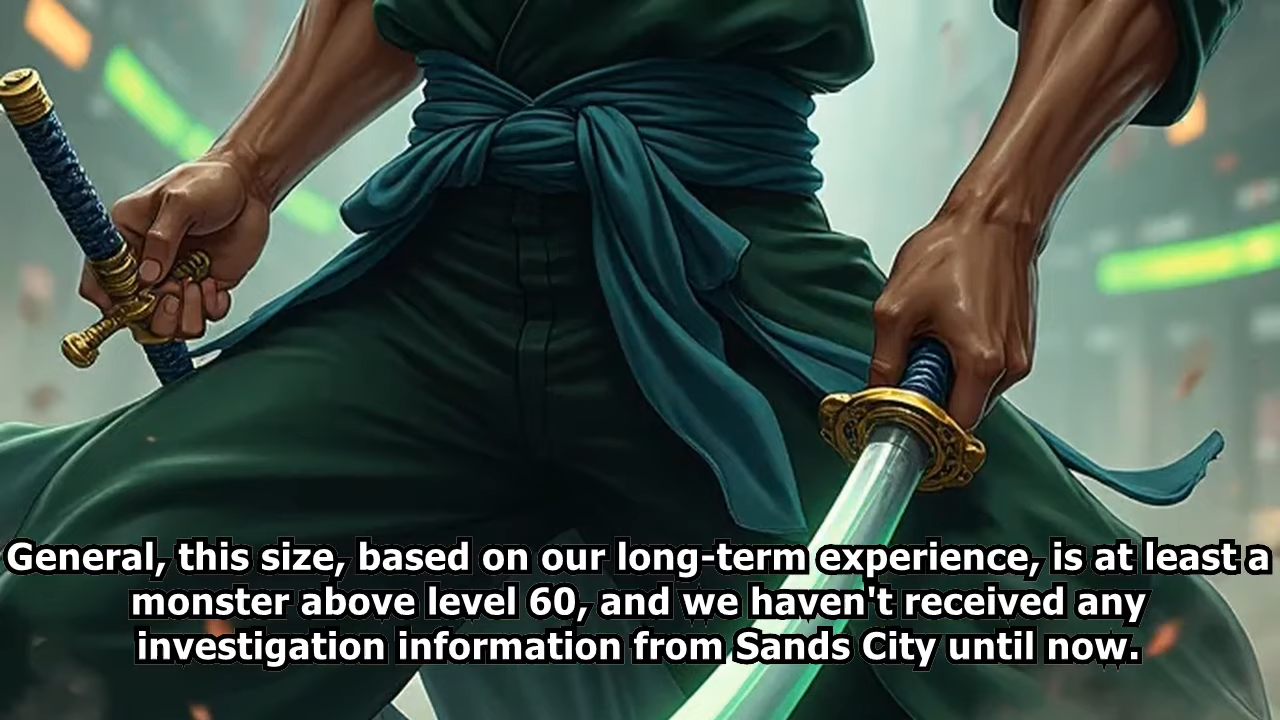 General, this size, based on our long-term experience, is at least a
monster above level 60, and we haven't received any
investigation information from Sands City until now.